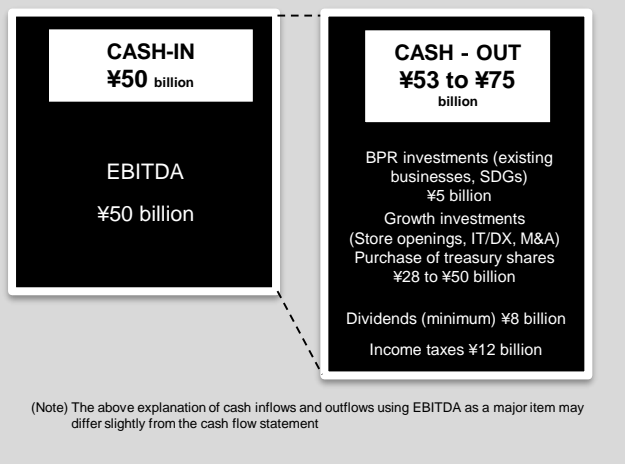 CASH-IN
¥50 billion
EBITDA
¥50 billion
CASH - OUT
¥53 to ¥75
billion
BPR investments (existing
businesses, SDGs)
¥5 billion
Growth investments
(Store openings, IT/DX, M&A)
Purchase of treasury shares
¥28 to ¥50 billion
Dividends (minimum) ¥8 billion
Income taxes ¥12 billion
(Note) The above explanation of cash inflows and outflows using EBITDA as a major item may
differ slightly from the cash flow statement